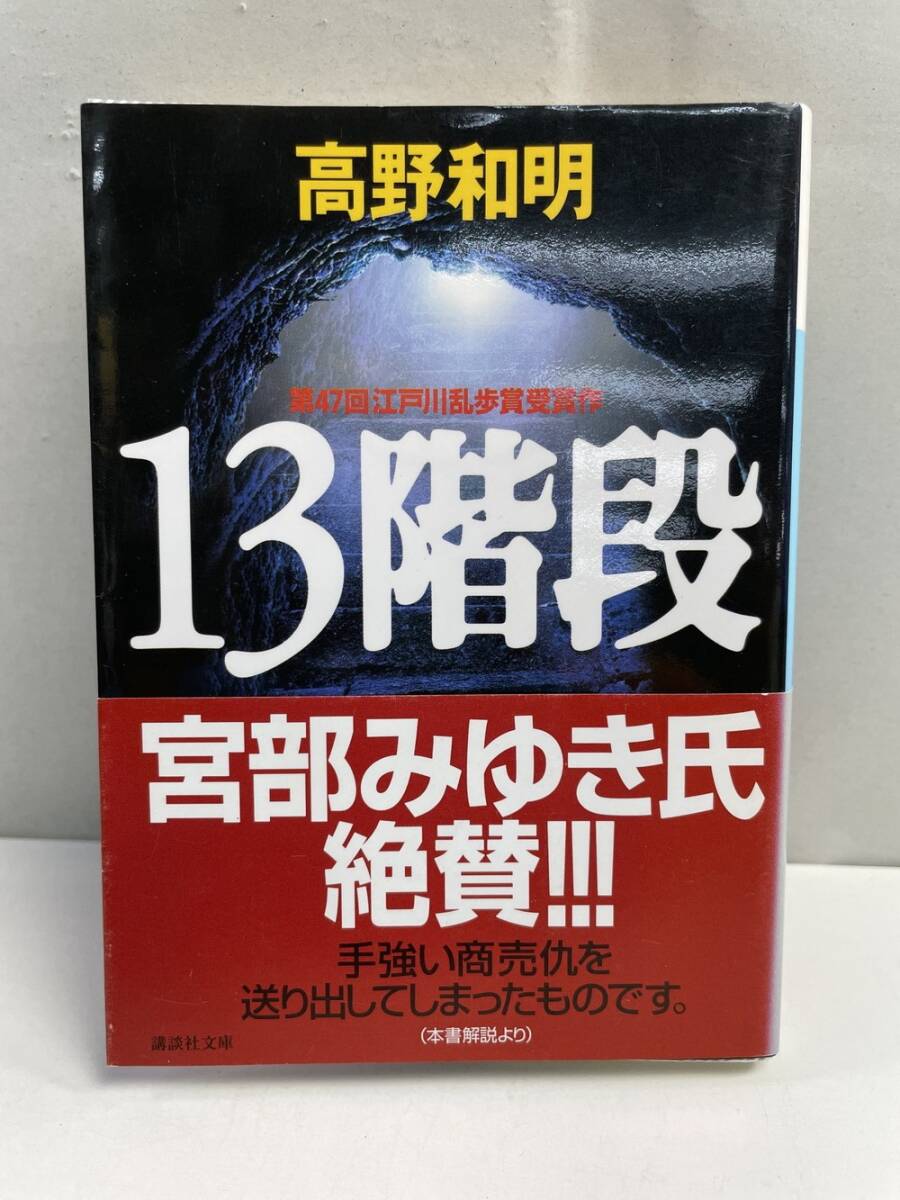 高野和明
第47回江戸川乱歩賞受賞作
13階段
宮部みゆき氏
絶賛!!!
手強い商売仇を
送り出してしまったものです。
(本書解説より)
講談社文庫